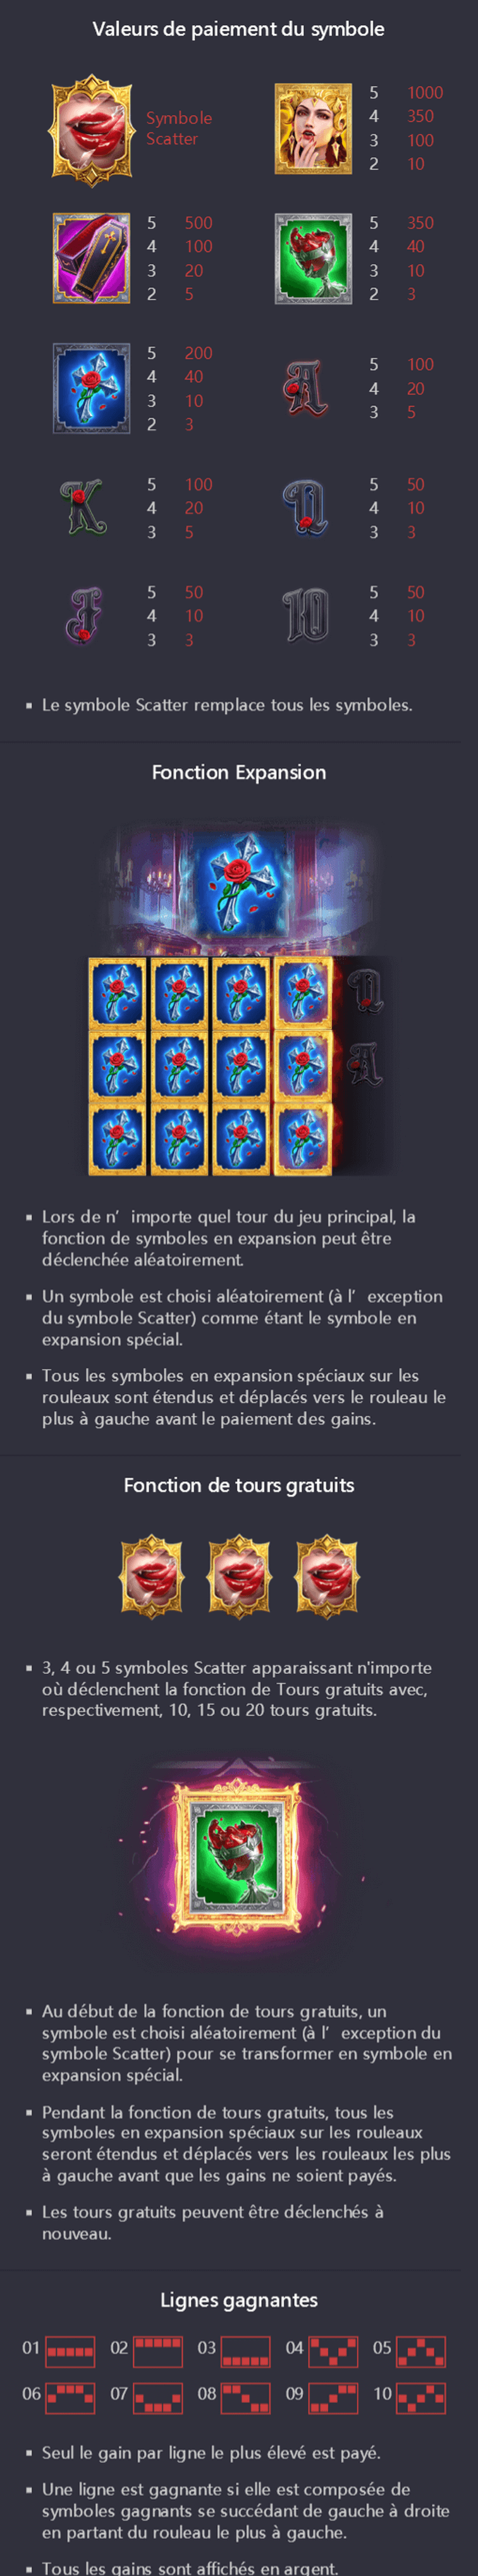 Valeurs de paiement du symbole
Symbole
Scatter
5 1000
4 350
3 100
2 10
5 500
4 100
3 20
2 5
5 350
4 40
3 10
2 3
5 200
4 40
3 10
2 3
A
5 100
4 20
3 5
K
5 100
4 20
3 5
Q
5 50
4 10
3 3
J
5 50
4 10
3 3
10
5 50
4 10
3 3
▪ Le symbole Scatter remplace tous les symboles.
Fonction Expansion
Q
A
▪ Lors de n' importe quel tour du jeu principal, la
fonction de symboles en expansion peut être
déclenchée aléatoirement.
▪ Un symbole est choisi aléatoirement (à l' exception
du symbole Scatter) comme étant le symbole en
expansion spécial.
▪ Tous les symboles en expansion spéciaux sur les
rouleaux sont étendus et déplacés vers le rouleau le
plus à gauche avant le paiement des gains.
Fonction de tours gratuits
▪ 3, 4 ou 5 symboles Scatter apparaissant n'importe
où déclenchent la fonction de Tours gratuits avec,
respectivement, 10, 15 ou 20 tours gratuits.
▪ Au début de la fonction de tours gratuits, un
symbole est choisi aléatoirement (à l' exception du
symbole Scatter) pour se transformer en symbole en
expansion spécial.
▪ Pendant la fonction de tours gratuits, tous les
symboles en expansion spéciaux sur les rouleaux
seront étendus et déplacés vers les rouleaux les plus
à gauche avant que les gains ne soient payés.
▪ Les tours gratuits peuvent être déclenchés à
nouveau.
Lignes gagnantes
01 02 03 04 05
06 07 08 09 10
▪ Seul le gain par ligne le plus élevé est payé.
▪ Une ligne est gagnante si elle est composée de
symboles gagnants se succédant de gauche à droite
en partant du rouleau le plus à gauche.
▪ Tous les gains sont affichés en argent.